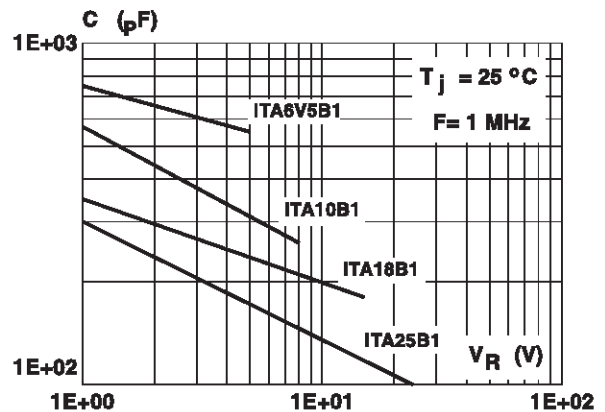 C (pF)
1E+03
Tj = 25 °C
F= 1 MHz
ITA6V5B1
ITA10B1
ITA18B1
ITA25B1
VR (V)
1E+02
1E+00 1E+01 1E+02